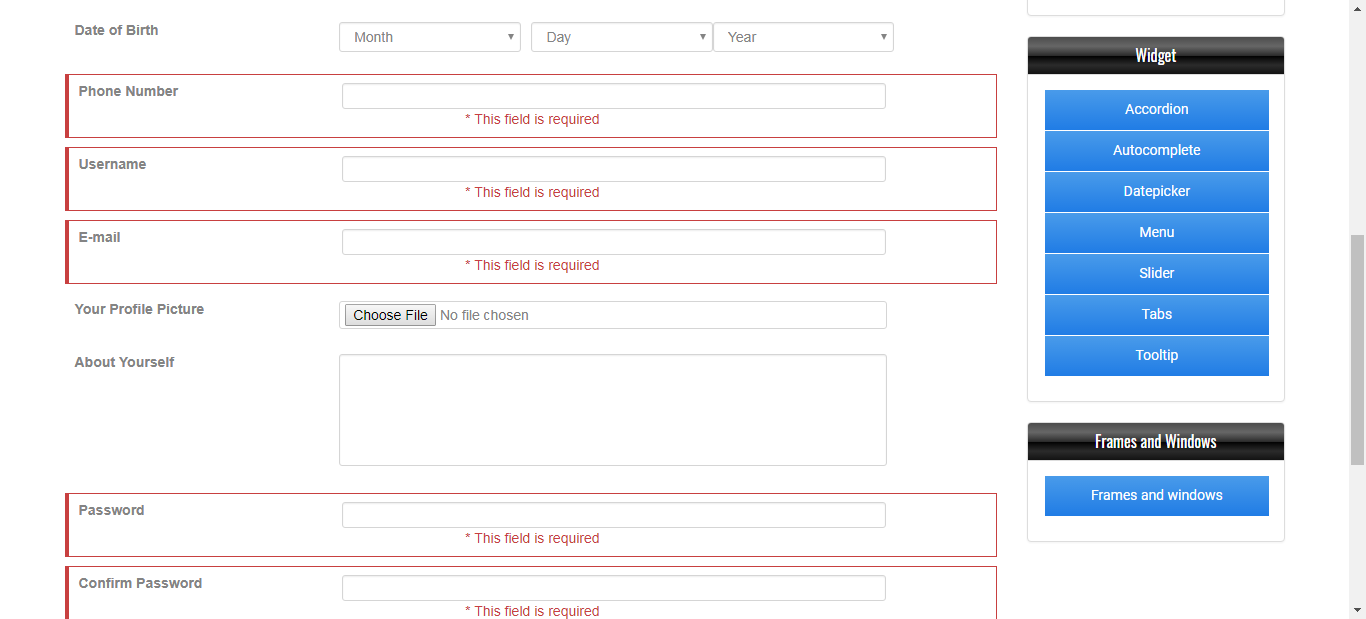 Date of Birth
Month Day Year
Phone Number
* This field is required
Username
* This field is required
E-mail
* This field is required
Your Profile Picture
Choose File No file chosen
About Yourself
Password
* This field is required
Confirm Password
* This field is required
Widget
Accordion
Autocomplete
Datepicker
Menu
Slider
Tabs
Tooltip
Frames and Windows
Frames and windows